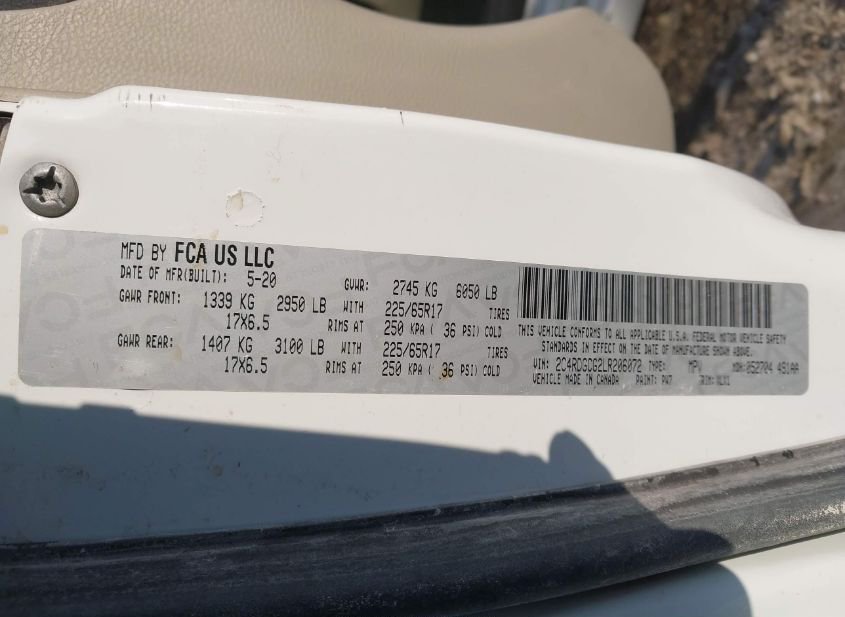 MFD BY FCA US LLC
DATE OF MFR(BUILT): 5-20 GVWR: 2745 KG 6050 LB
GAWR FRONT: 1339 KG 2950 LB WITH 225/65R17 TIRES
17X6.5 RIMS AT 250 KPA ( 36 PSI) COLD
GAWR REAR: 1407 KG 3100 LB WITH 225/65R17 TIRES
17X6.5 RIMS AT 250 KPA ( 36 PSI) COLD
THIS VEHICLE CONFORMS TO ALL APPLICABLE U.S.A. FEDERAL MOTOR VEHICLE SAFETY
STANDARDS IN EFFECT ON THE DATE OF MANUFACTURE SHOWN ABOVE.
VIN: 2C4RDGDG2LR206072 TYPE: MPV MDH: 052704 491AA
VEHICLE MADE IN CANADA PAINT: PW7 TRIM: